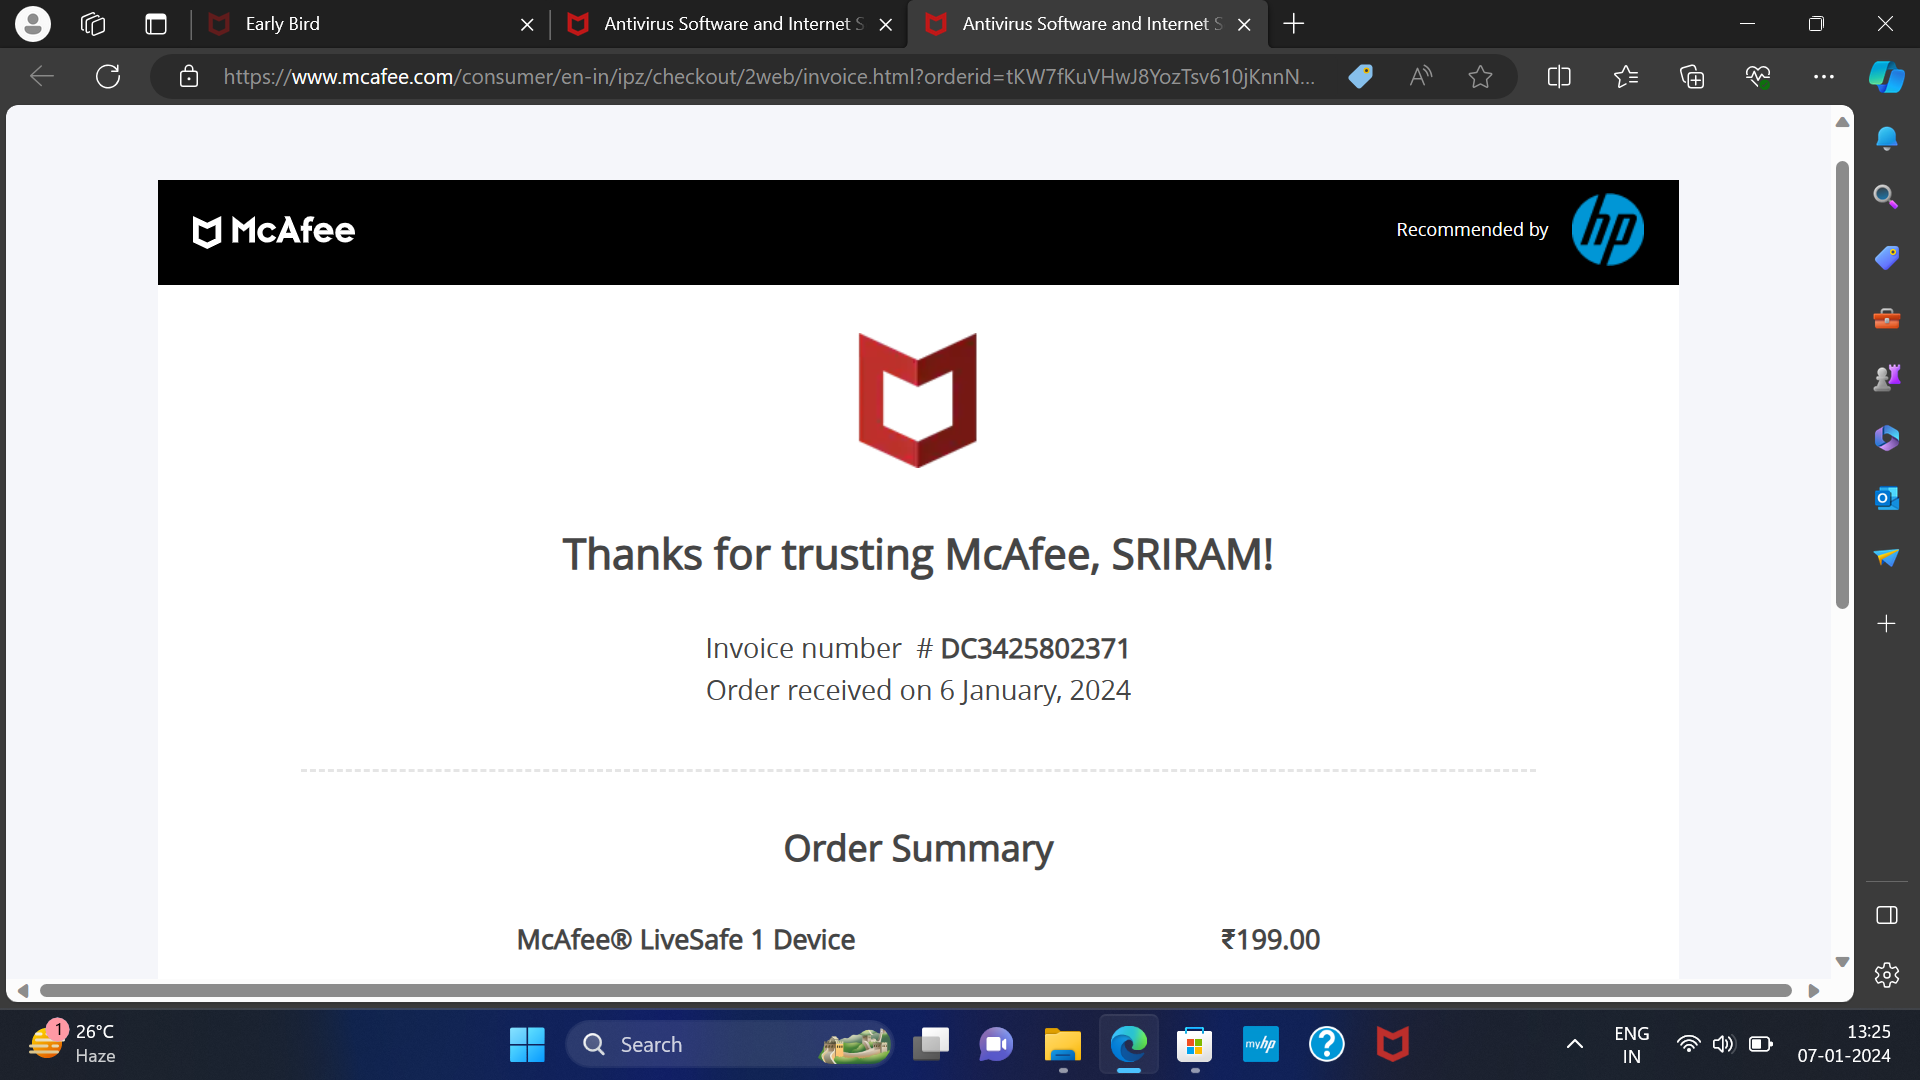 Early Bird
Antivirus Software and Internet S
Antivirus Software and Internet S
https://www.mcafee.com/consumer/en-in/ipz/checkout/2web/invoice.html?orderid=tKW7fKuVHwJ8YozTsv610jKnnN...
McAfee
Recommended by
hp
Thanks for trusting McAfee, SRIRAM!
Invoice number # DC3425802371
Order received on 6 January, 2024
Order Summary
McAfee® LiveSafe 1 Device ₹199.00
1
26°C
Haze
Search
myhp
ENG
IN
13:25
07-01-2024